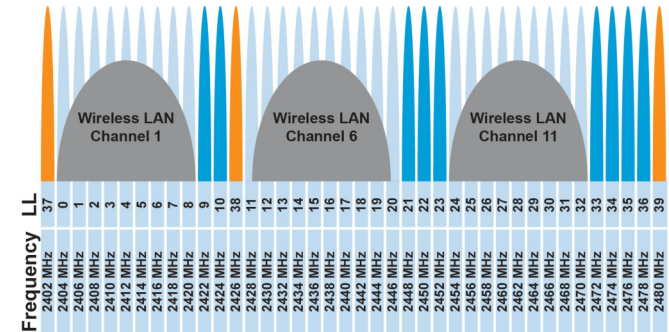 Wireless LAN
Channel 1
Wireless LAN
Channel 6
Wireless LAN
Channel 11
LL 37 0 1 2 3 4 5 6 7 8 9 10 38 11 12 13 14 15 16 17 18 19 20 21 22 23 24 25 26 27 28 29 30 31 32 33 34 35 36 39
Frequency 2402 MHz 2404 MHz 2406 MHz 2408 MHz 2410 MHz 2412 MHz 2414 MHz 2416 MHz 2418 MHz 2420 MHz 2422 MHz 2424 MHz 2426 MHz 2428 MHz 2430 MHz 2432 MHz 2434 MHz 2436 MHz 2438 MHz 2440 MHz 2442 MHz 2444 MHz 2446 MHz 2448 MHz 2450 MHz 2452 MHz 2454 MHz 2456 MHz 2458 MHz 2460 MHz 2462 MHz 2464 MHz 2466 MHz 2468 MHz 2470 MHz 2472 MHz 2474 MHz 2476 MHz 2478 MHz 2480 MHz